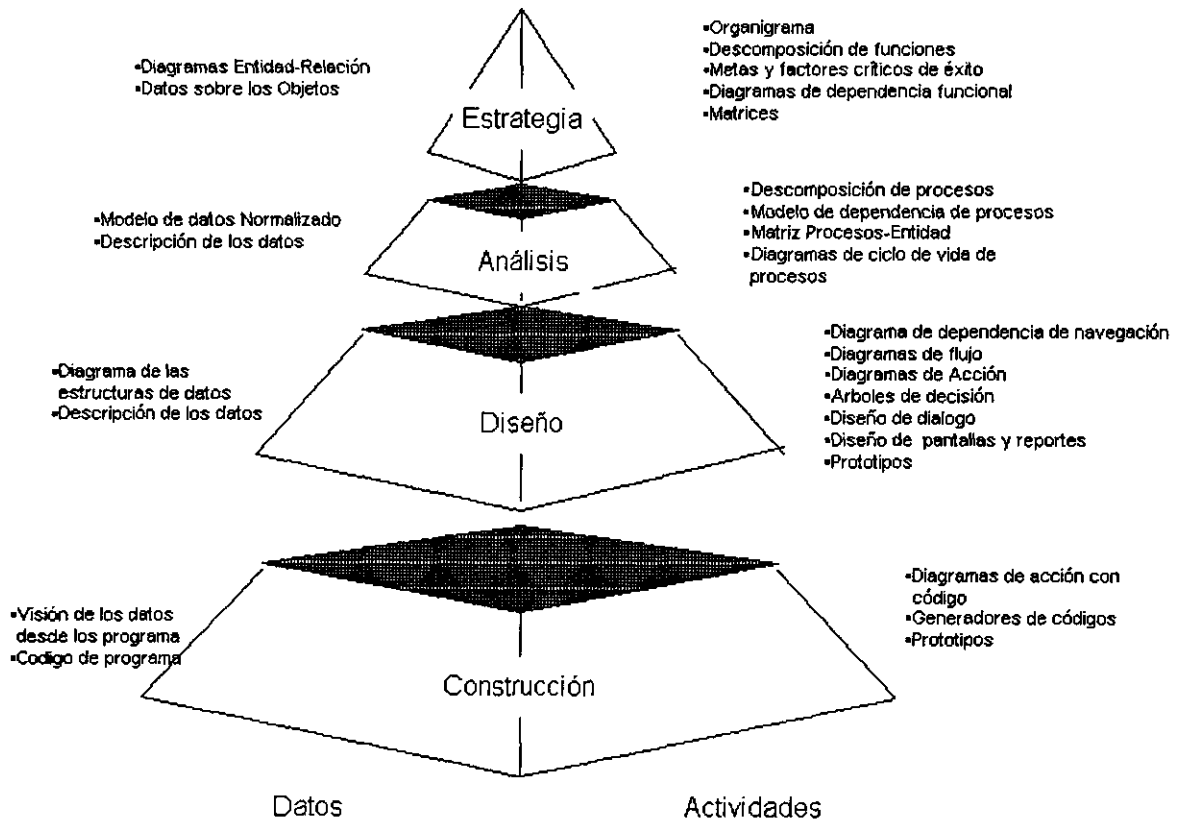 ▪Diagramas Entidad-Relación
▪Datos sobre los Objetos
▪Organigrama
▪Descomposición de funciones
▪Metas y factores críticos de éxito
▪Diagramas de dependencia funcional
▪Matrices
Estrategia
▪Modelo de datos Normalizado
▪Descripción de los datos
▪Descomposición de procesos
▪Modelo de dependencia de procesos
▪Matriz Procesos-Entidad
▪Diagramas de ciclo de vida de
procesos
Análisis
▪Diagrama de las
estructuras de datos
▪Descripción de los datos
▪Diagrama de dependencia de navegación
▪Diagramas de flujo
▪Diagramas de Acción
▪Arboles de decisión
▪Diseño de dialogo
▪Diseño de pantallas y reportes
▪Prototipos
Diseño
▪Visión de los datos
desde los programa
▪Codigo de programa
▪Diagramas de acción con
código
▪Generadores de códigos
▪Prototipos
Construcción
Datos
Actividades